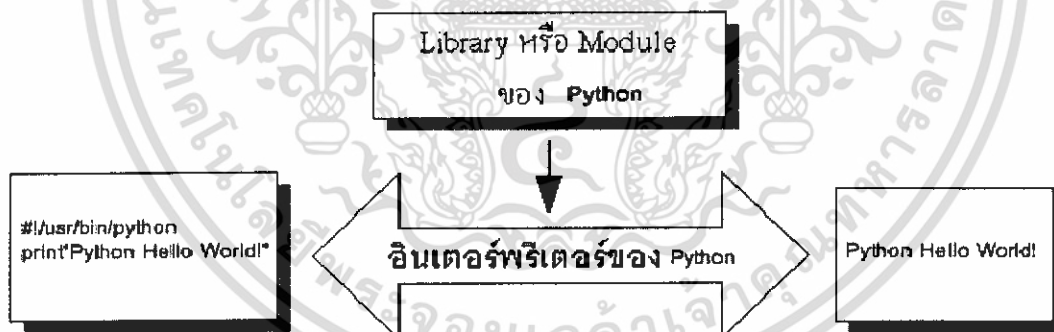 Library หรือ Module
ของ Python
#!/usr/bin/python
print"Python Hello World!"
อินเตอร์พรีเตอร์ของ Python
Python Hello World!